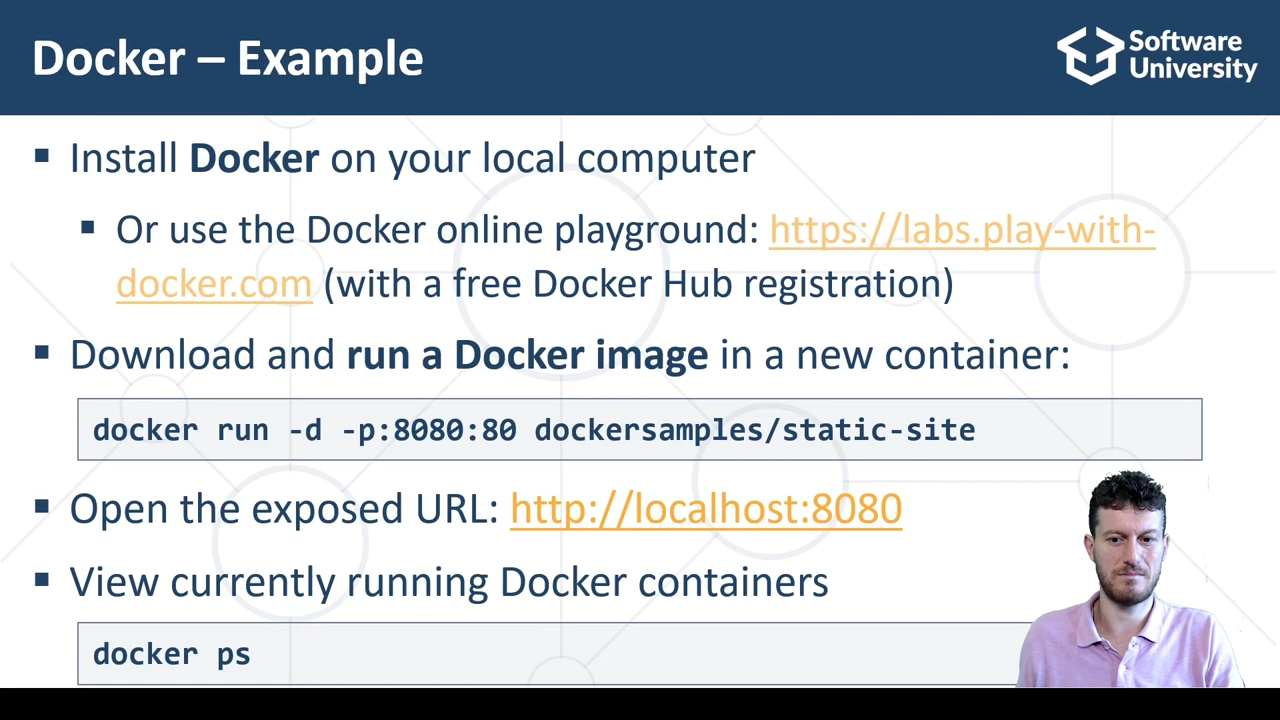 Docker – Example
Software
University
▪ Install Docker on your local computer
▪ Or use the Docker online playground: https://labs.play-with-
docker.com (with a free Docker Hub registration)
▪ Download and run a Docker image in a new container:
docker run -d -p:8080:80 dockersamples/static-site
▪ Open the exposed URL: http://localhost:8080
▪ View currently running Docker containers
docker ps